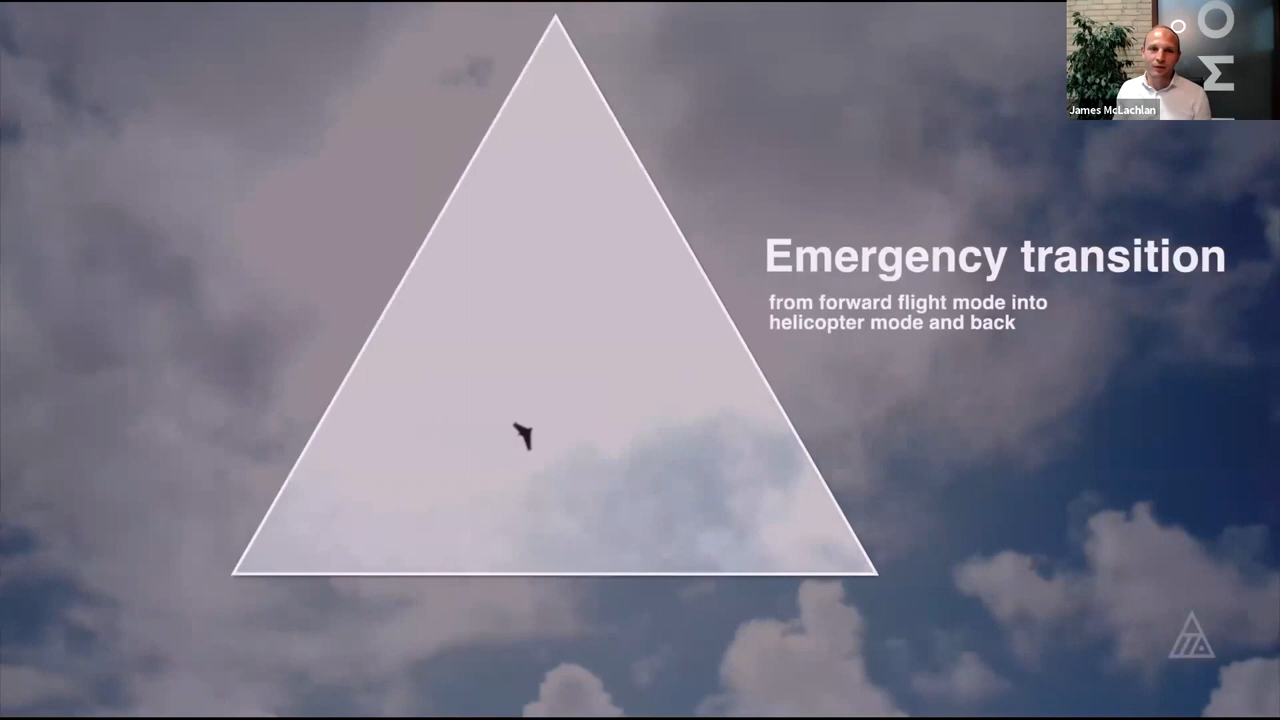 James McLachlan
Emergency transition
from forward flight mode into
helicopter mode and back